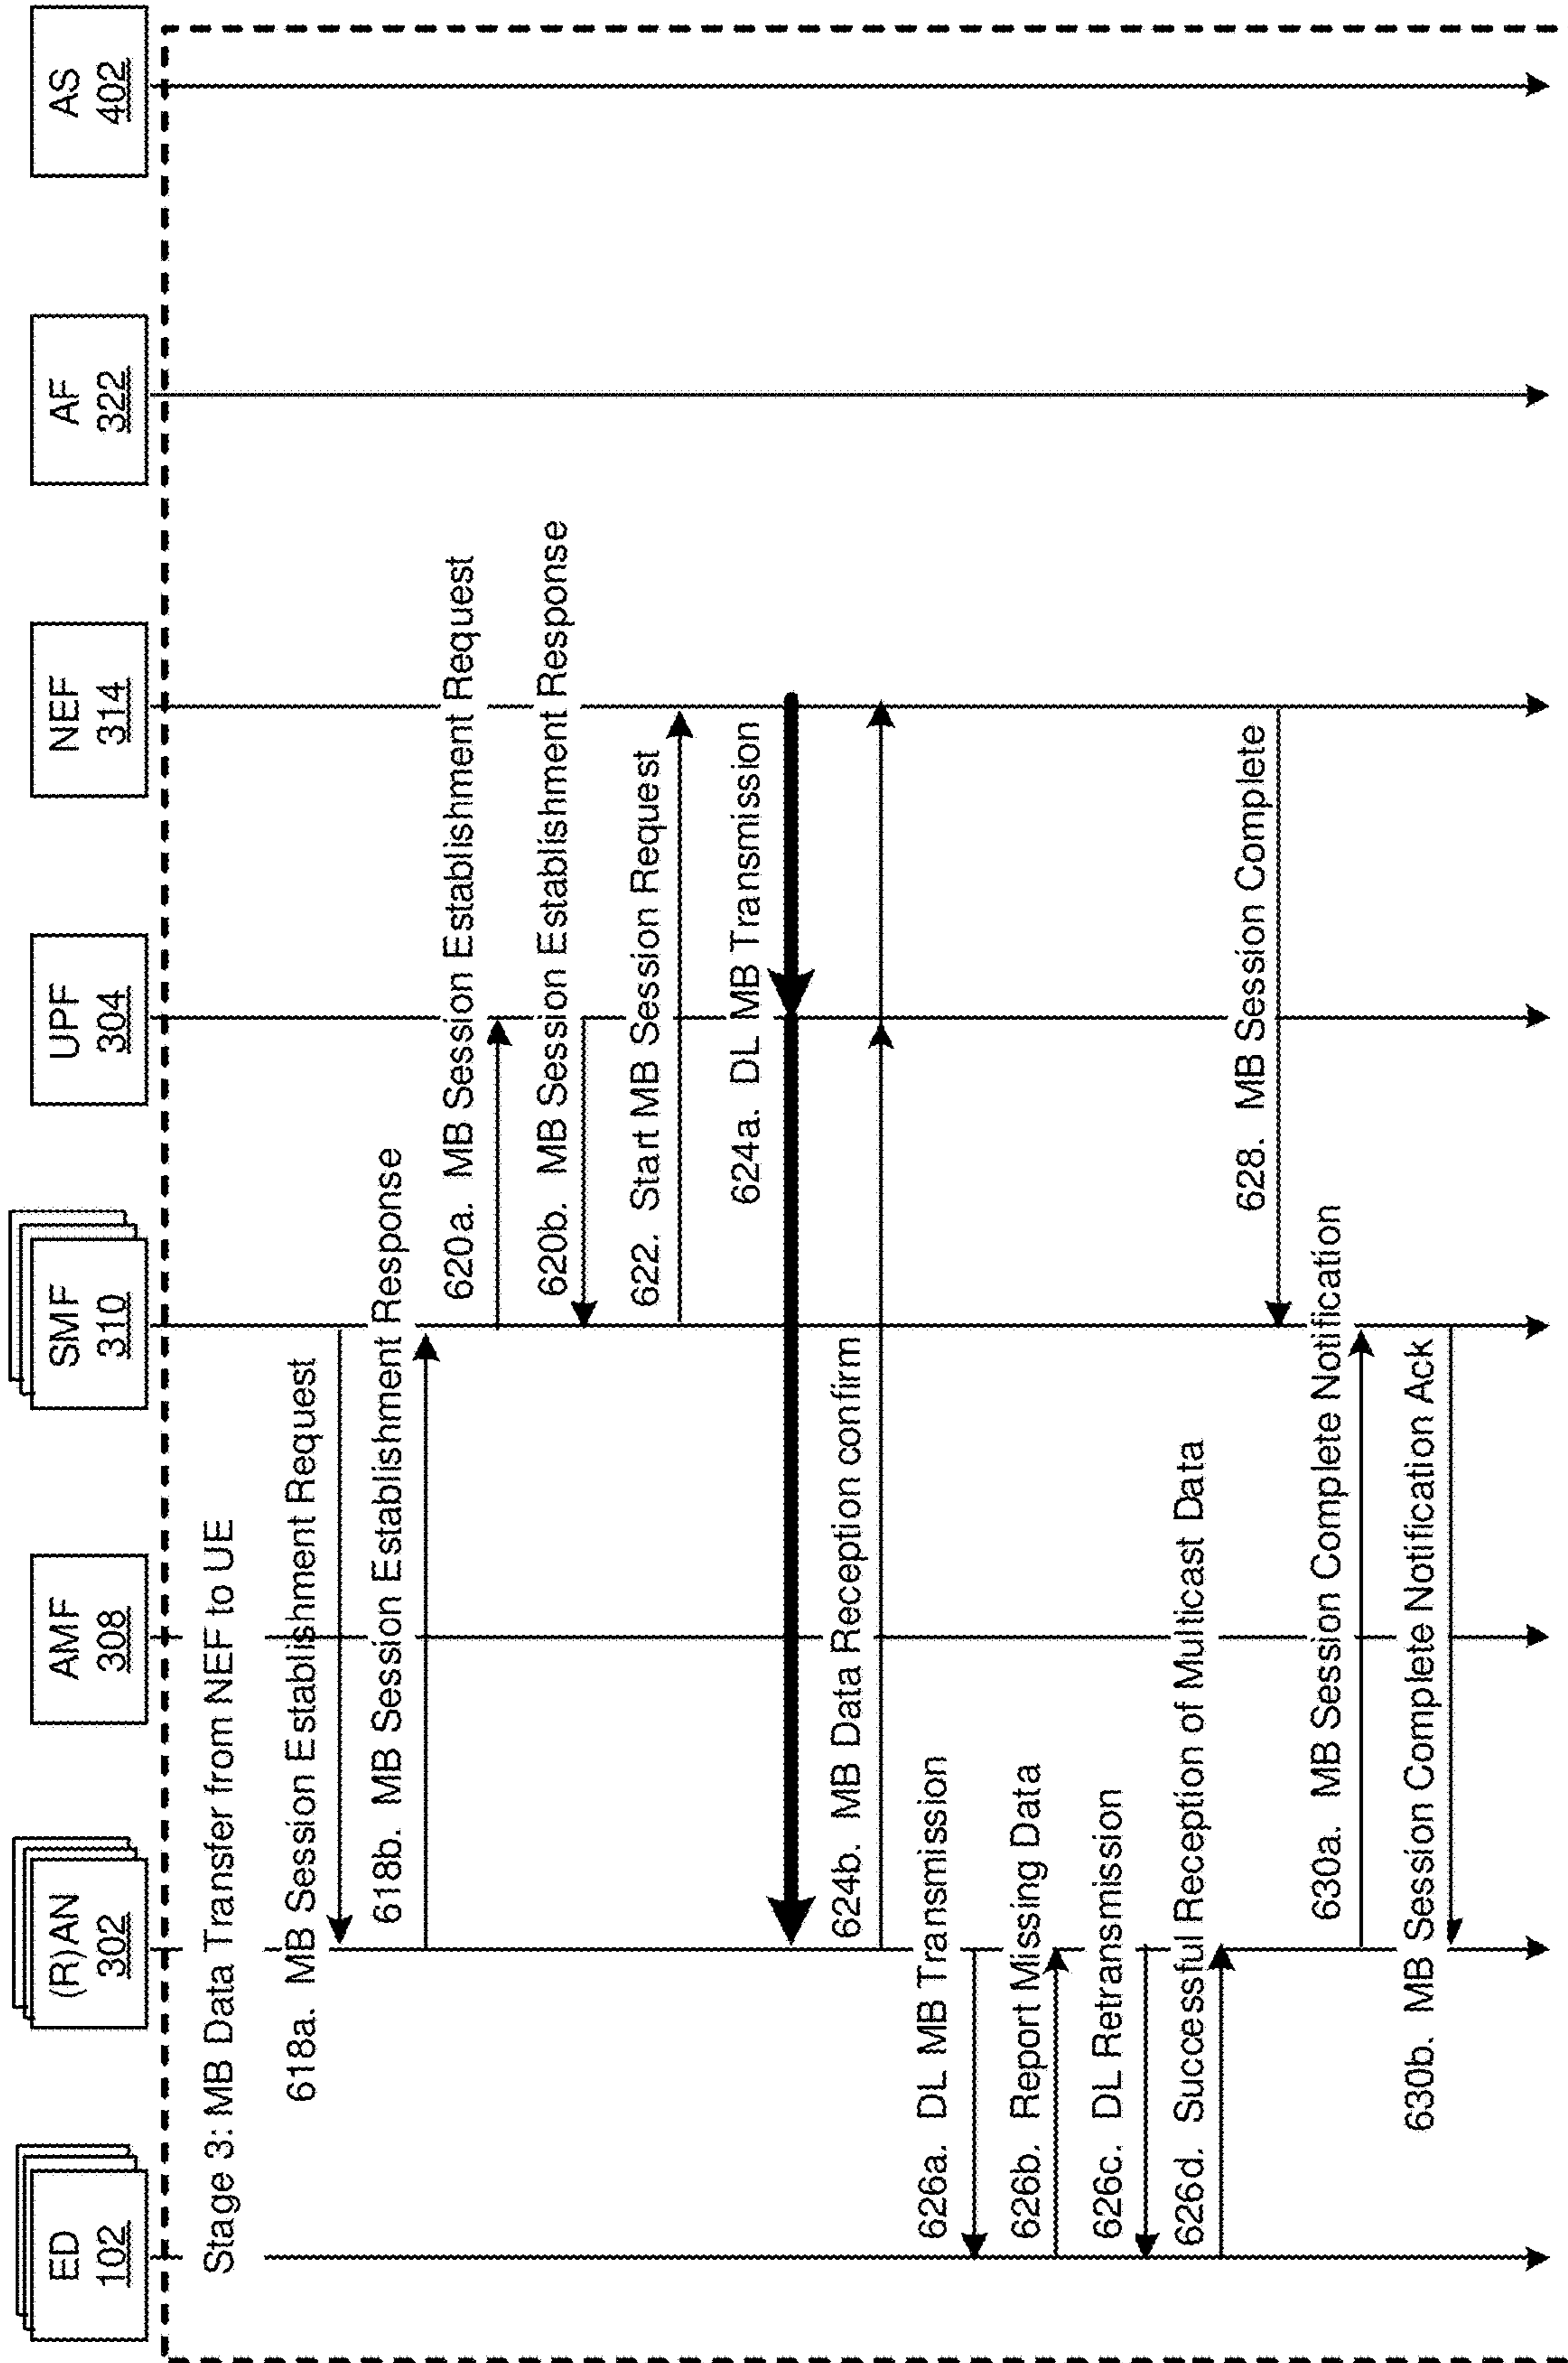 ED
102
(R)AN
302
AMF
308
SMF
310
UPF
304
NEF
314
AF
322
AS
402
Stage 3: MB Data Transfer from NEF to UE
618a. MB Session Establishment Request
618b. MB Session Establishment Response
620a. MB Session Establishment Request
620b. MB Session Establishment Response
622. Start MB Session Request
624a. DL MB Transmission
624b. MB Data Reception confirm
626a. DL MB Transmission
626b. Report Missing Data
626c. DL Retransmission
626d. Successful Reception of Multicast Data
628. MB Session Complete
630a. MB Session Complete Notification
630b. MB Session Complete Notification Ack